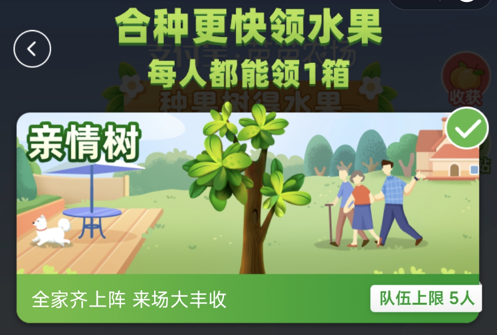 合种更快领水果
每人都能领1箱
种果树得水果
收获
亲情树
全家齐上阵 来场大丰收
队伍上限 5人